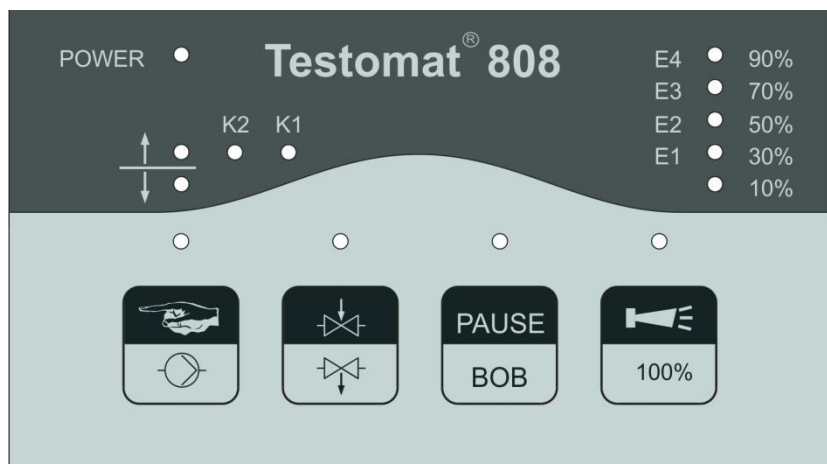 POWER
Testomat® 808
E4 90%
E3 70%
K2 K1
E2 50%
E1 30%
10%
PAUSE
BOB
100%